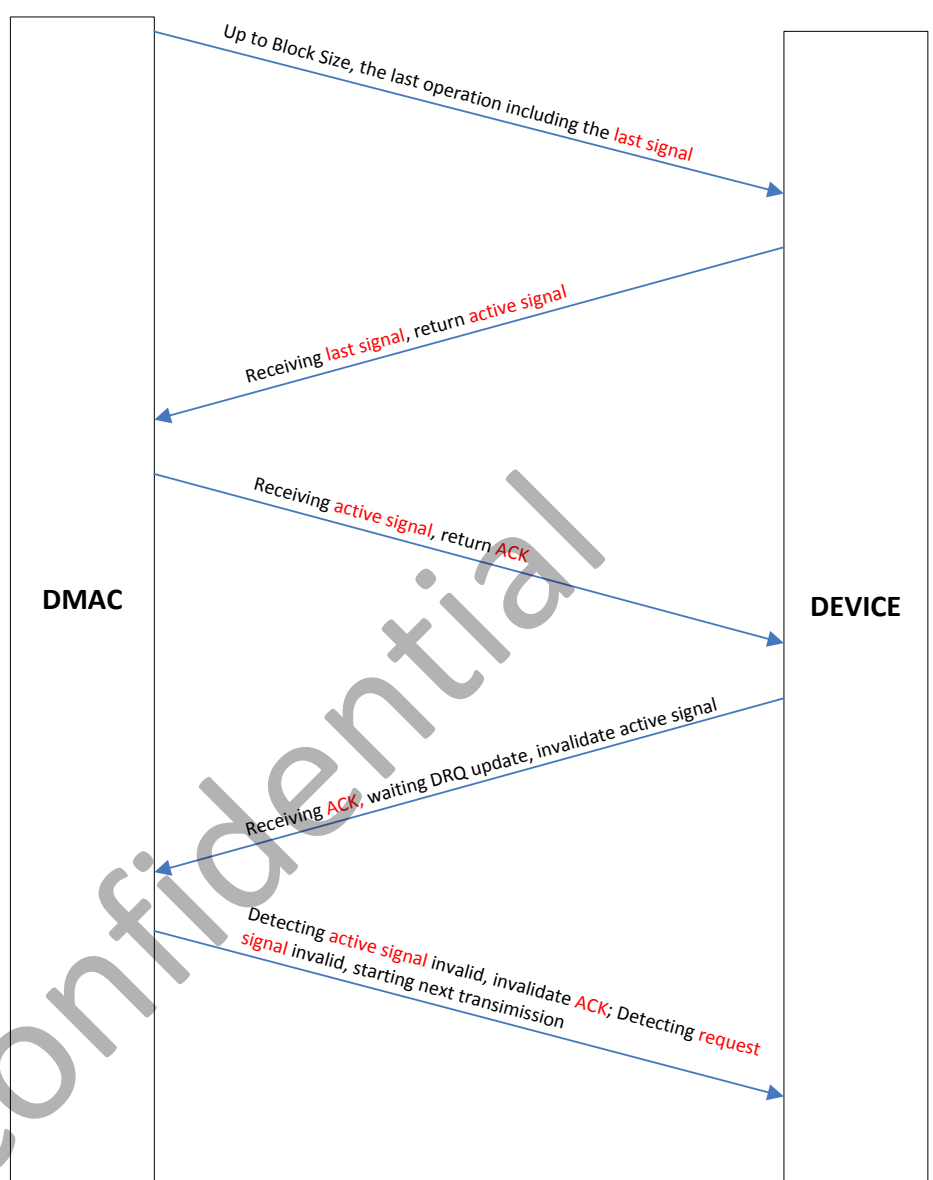 Up to Block Size, the last operation including the last signal
Receiving last signal, return active signal
Receiving active signal, return ACK
DMAC
DEVICE
Receiving ACK, waiting DRQ update, invalidate active signal
Detecting active signal invalid, invalidate ACK; Detecting request
signal invalid, starting next transimission
onfidential